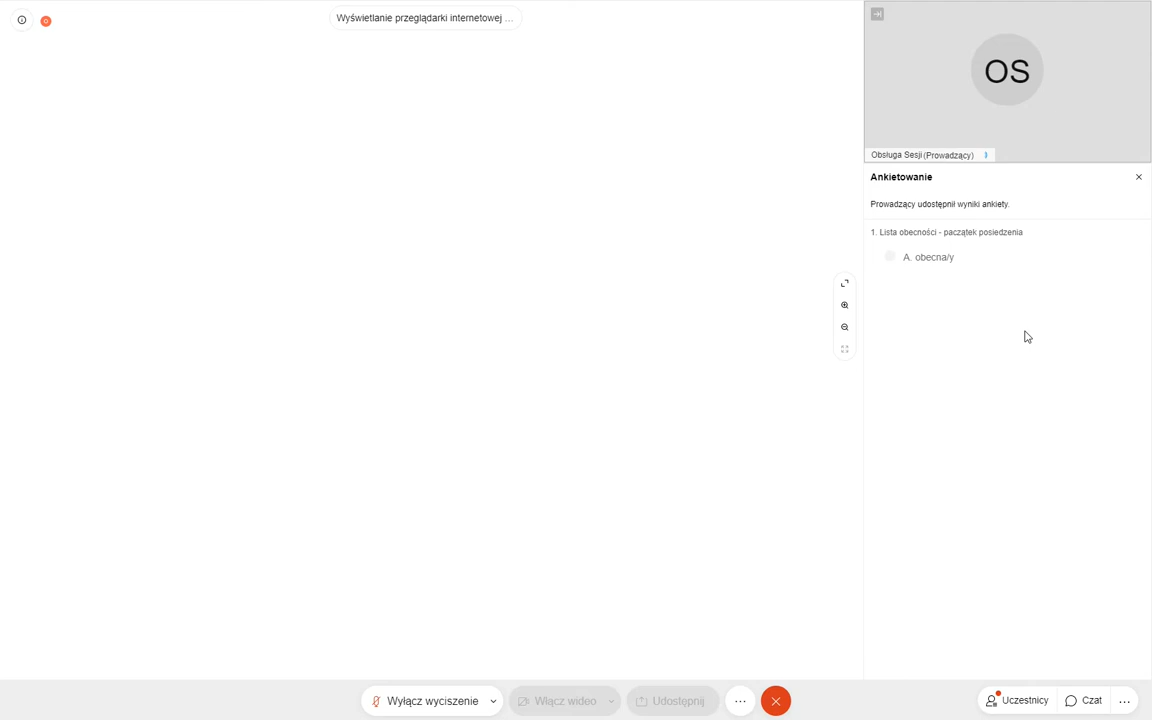 Wyświetlanie przeglądarki internetowej ...
OS
Obsługa Sesji (Prowadzący)
Ankietowanie
Prowadzący udostępnił wyniki ankiety.
1. Lista obecności - paczątek posiedzenia
A. obecna/y
Wyłącz wyciszenie
Włącz wideo
Udostępnij
Uczestnicy
Czat